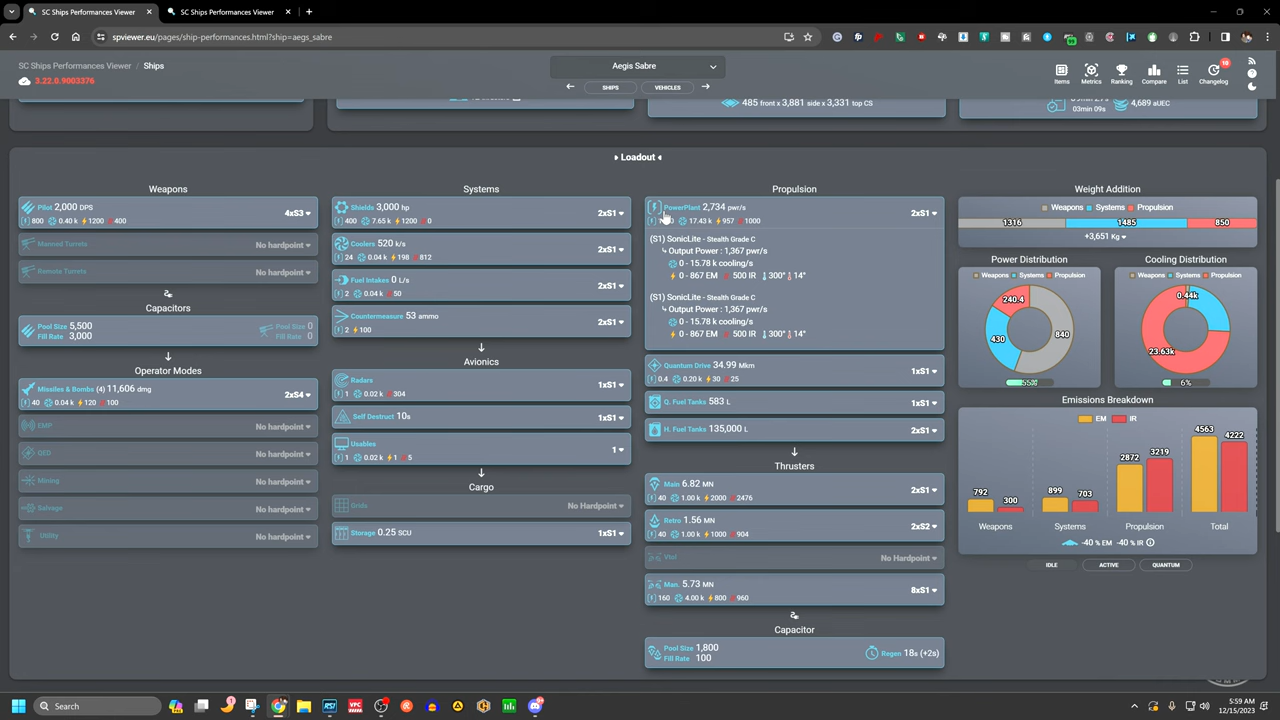 SC Ships Performances Viewer
SC Ships Performances Viewer
spviewer.eu/pages/ship-performances.html?ship=aegs_sabre
SC Ships Performances Viewer / Ships
3.22.0.9003376
Aegis Sabre
SHIPS
VEHICLES
Items
Metrics
Ranking
Compare
List
Changelog
18
485 front x 3,881 side x 3,331 top CS
03min 09s
4,689 aUEC
Loadout
Weapons
Pilot 2,000 DPS
800 0.40 k 1200 400
4xS3
Manned Turrets
No hardpoint
Remote Turrets
No hardpoint
Capacitors
Pool Size 5,500
Fill Rate 3,000
Pool Size 0
Fill Rate 0
Operator Modes
Missiles & Bombs (4) 11,606 dmg
40 0.04 k 120 100
2xS4
EMP
No hardpoint
QED
No hardpoint
Mining
No hardpoint
Salvage
No hardpoint
Utility
No hardpoint
Systems
Shields 3,000 hp
400 7.65 k 1200 0
2xS1
Coolers 520 k/s
24 0.04 k 198 812
2xS1
Fuel Intakes 0 L/s
2 0.04 k 50
2xS1
Countermeasure 53 ammo
2 100
2xS1
Avionics
Radars
1 0.02 k 304
1xS1
Self Destruct 10s
1xS1
Usables
1 0.02 k 1 5
1
Cargo
Grids
No Hardpoint
Storage 0.25 SCU
1xS1
Propulsion
PowerPlant 2,734 pwr/s
17.43 k 957 1000
2xS1
(S1) SonicLite - Stealth Grade C
Output Power : 1,367 pwr/s
0 - 15.78 k cooling/s
0 - 867 EM 500 IR 300° 14°
(S1) SonicLite - Stealth Grade C
Output Power : 1,367 pwr/s
0 - 15.78 k cooling/s
0 - 867 EM 500 IR 300° 14°
Quantum Drive 34.99 Mkm
0.4 0.20 k 30 25
1xS1
Q. Fuel Tanks 583 L
1xS1
H. Fuel Tanks 135,000 L
2xS1
Thrusters
Main 6.82 MN
40 1.00 k 2000 2476
2xS1
Retro 1.56 MN
40 1.00 k 1000 904
2xS2
Vtol
No Hardpoint
Man. 5.73 MN
160 4.00 k 800 960
8xS1
Capacitor
Pool Size 1,800
Fill Rate 100
Regen 18s (+2s)
Weight Addition
Weapons Systems Propulsion
1316 1485 850
+3,651 Kg
Power Distribution
Weapons Systems Propulsion
240.4
840
430
55%
Cooling Distribution
Weapons Systems Propulsion
0.44k
23.63k
6%
Emissions Breakdown
EM IR
4563 4222
2872 3219
792 300
899 703
Weapons Systems Propulsion Total
-40 % EM -40 % IR
IDLE
ACTIVE
QUANTUM
Search
5:59 AM
12/15/2023